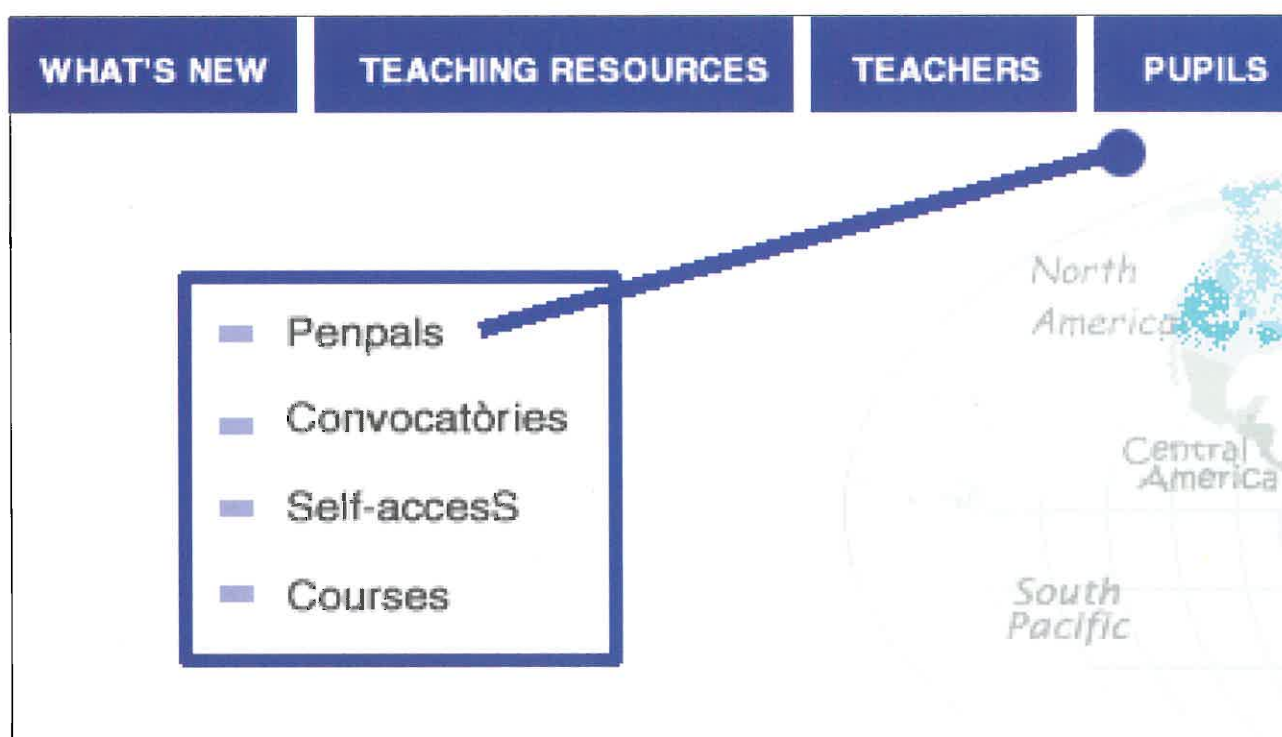 WHAT'S NEW TEACHING RESOURCES TEACHERS PUPILS
North
America
Penpals
Convocatòries
Central
America
Self-accesS
Courses
South
Pacific